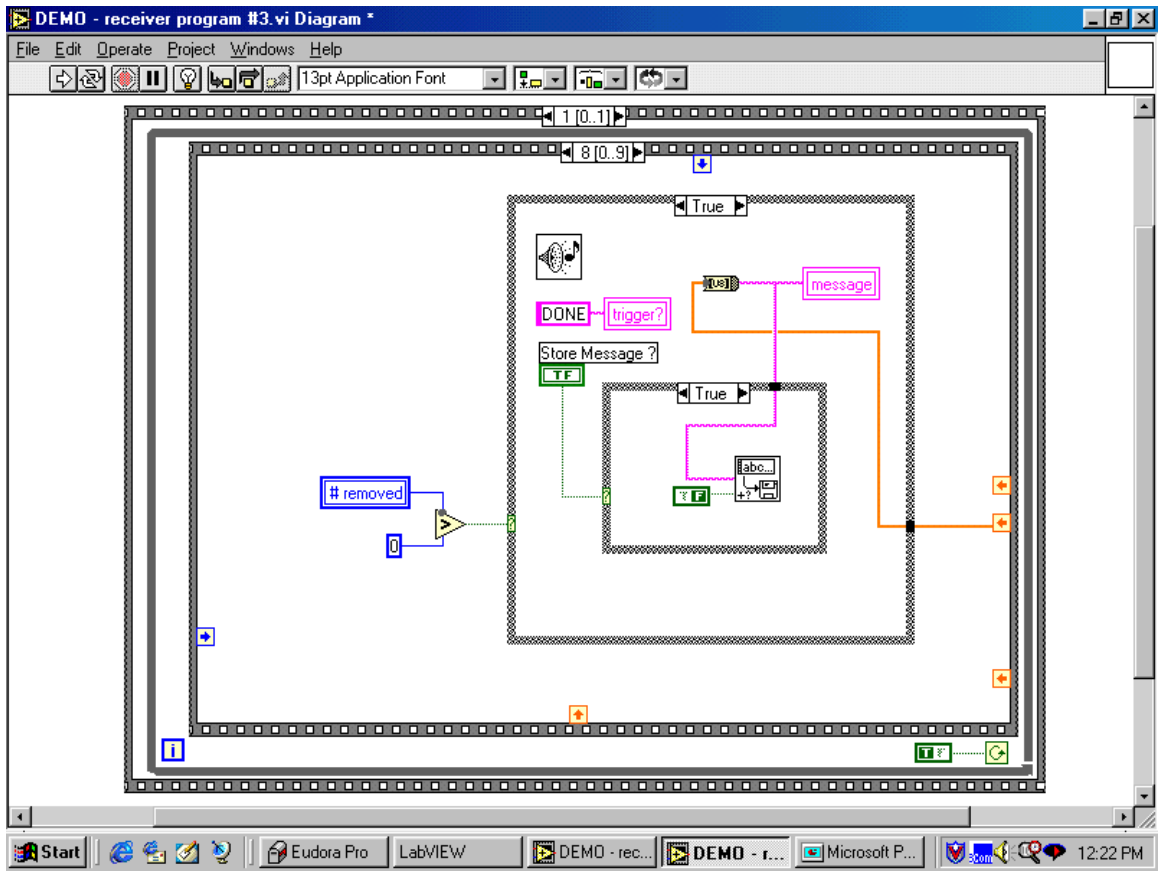 DEMO - receiver program #3.vi Diagram *
File Edit Operate Project Windows Help
13pt Application Font
1 [0..1]
8 [0..9]
True
[U8]
message
DONE
trigger?
Store Message ?
TF
True
abc...
+?
# removed
F
>
?
?
0
i
T
Start
Eudora Pro
LabVIEW
DEMO - rec...
DEMO - r...
Microsoft P...
12:22 PM